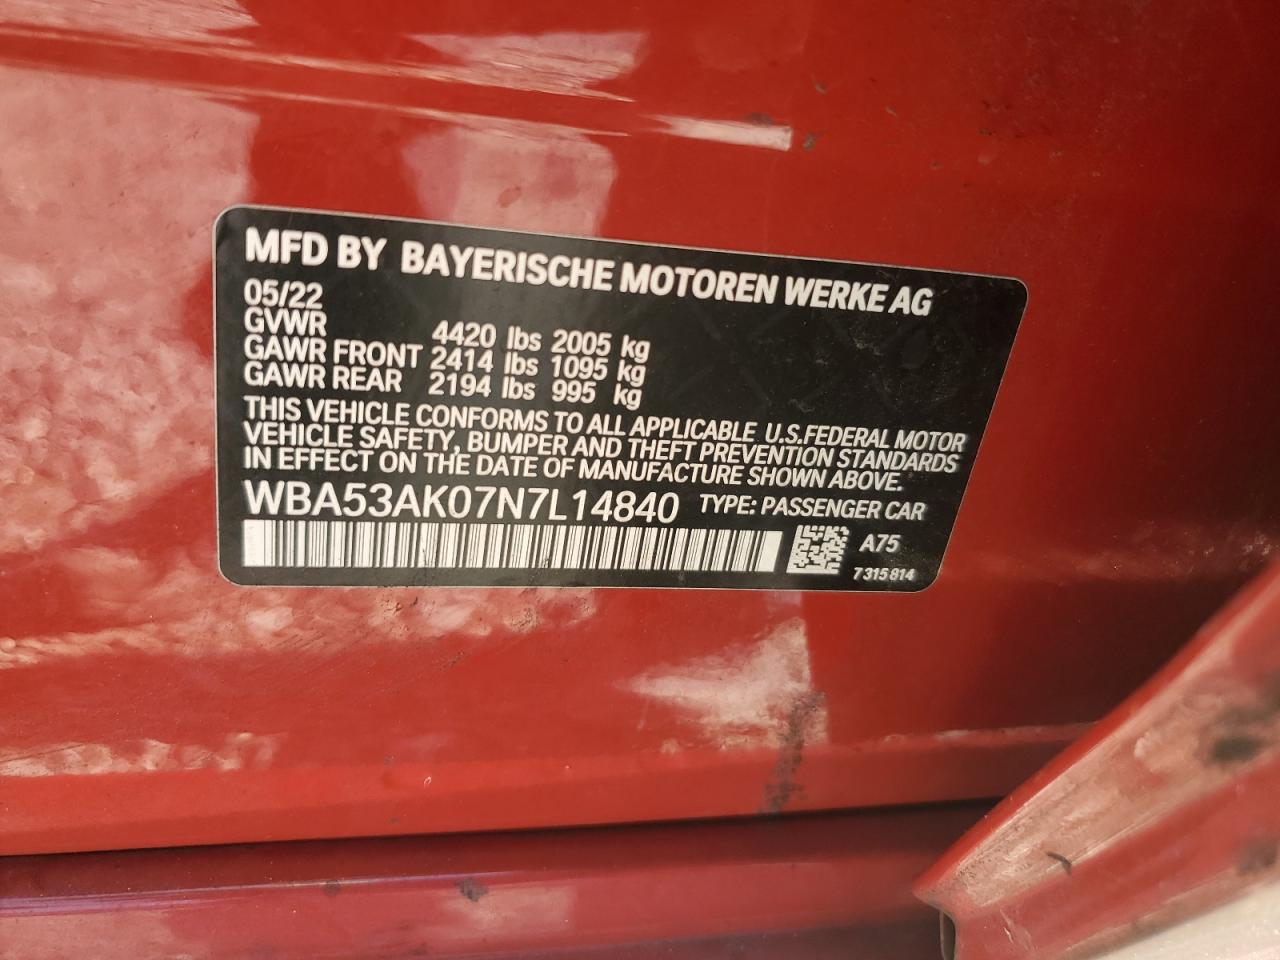 MFD BY BAYERISCHE MOTOREN WERKE AG
05/22
GVWR 4420 lbs 2005 kg
GAWR FRONT 2414 lbs 1095 kg
GAWR REAR 2194 lbs 995 kg
THIS VEHICLE CONFORMS TO ALL APPLICABLE U.S.FEDERAL MOTOR
VEHICLE SAFETY, BUMPER AND THEFT PREVENTION STANDARDS
IN EFFECT ON THE DATE OF MANUFACTURE SHOWN ABOVE.
WBA53AK07N7L14840 TYPE: PASSENGER CAR
A75
7315814